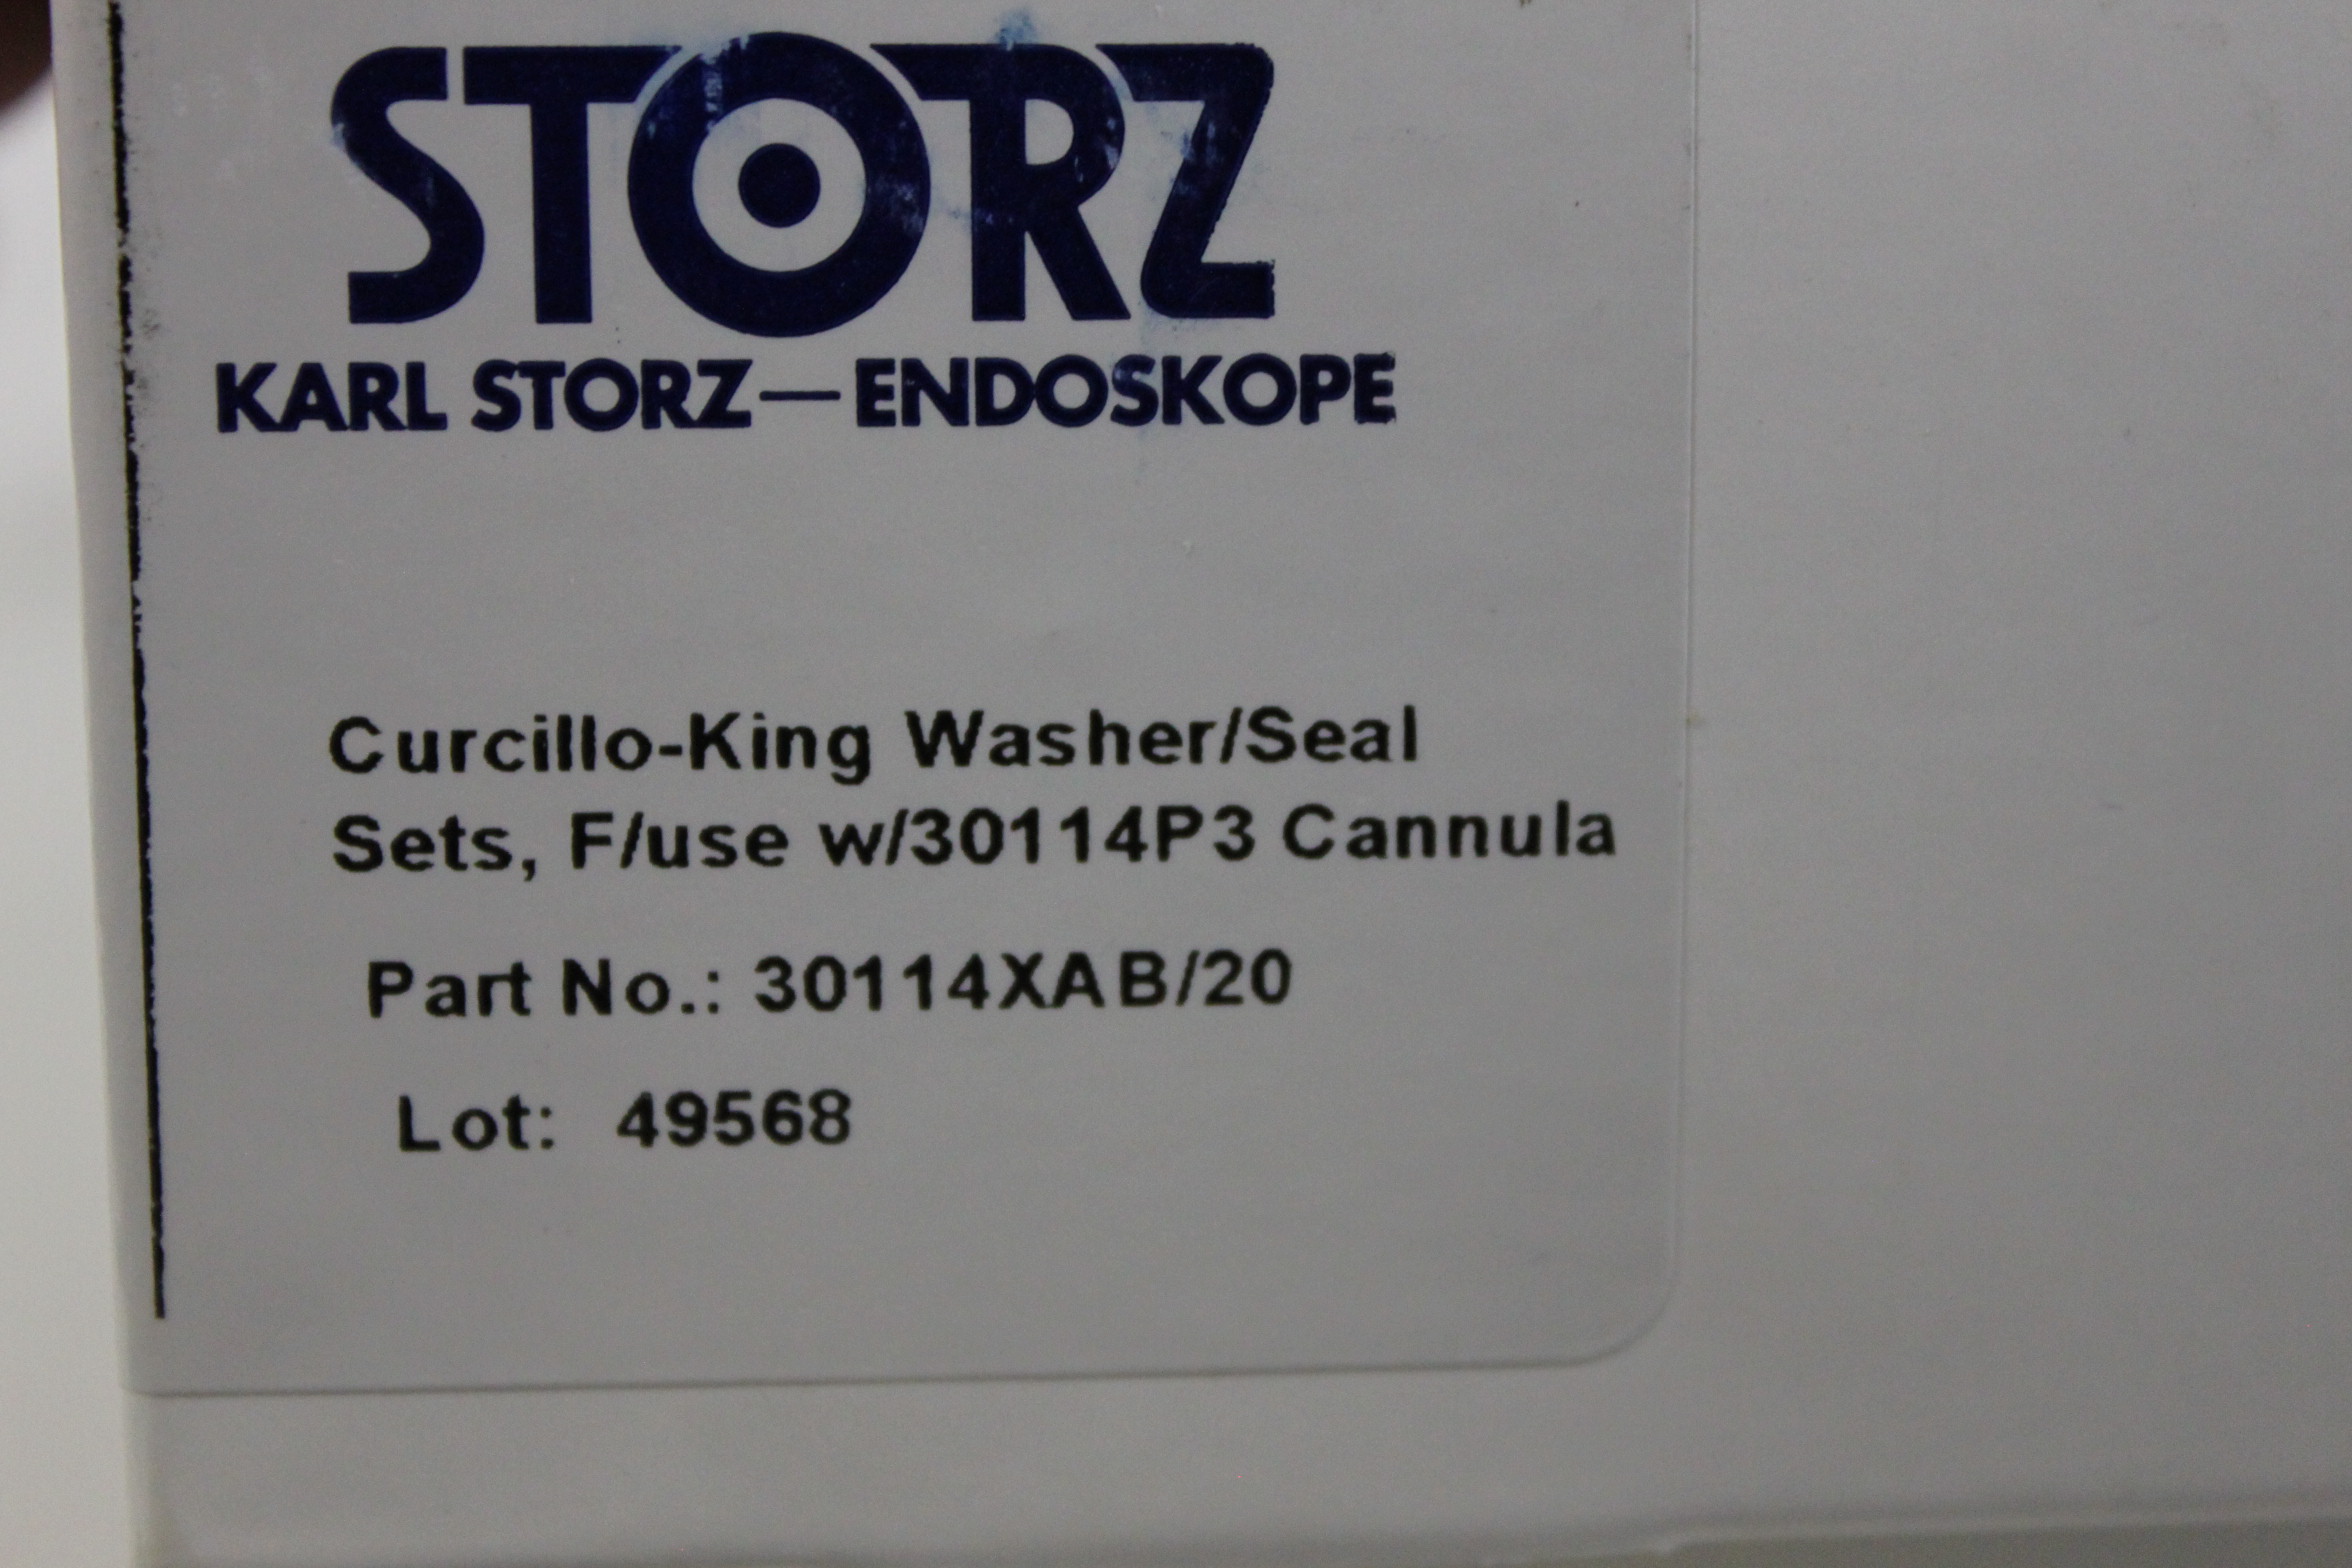 STORZ
KARL STORZ—ENDOSKOPE
Curcillo-King Washer/Seal
Sets, F/use w/30114P3 Cannula
Part No.: 30114XAB/20
Lot: 49568